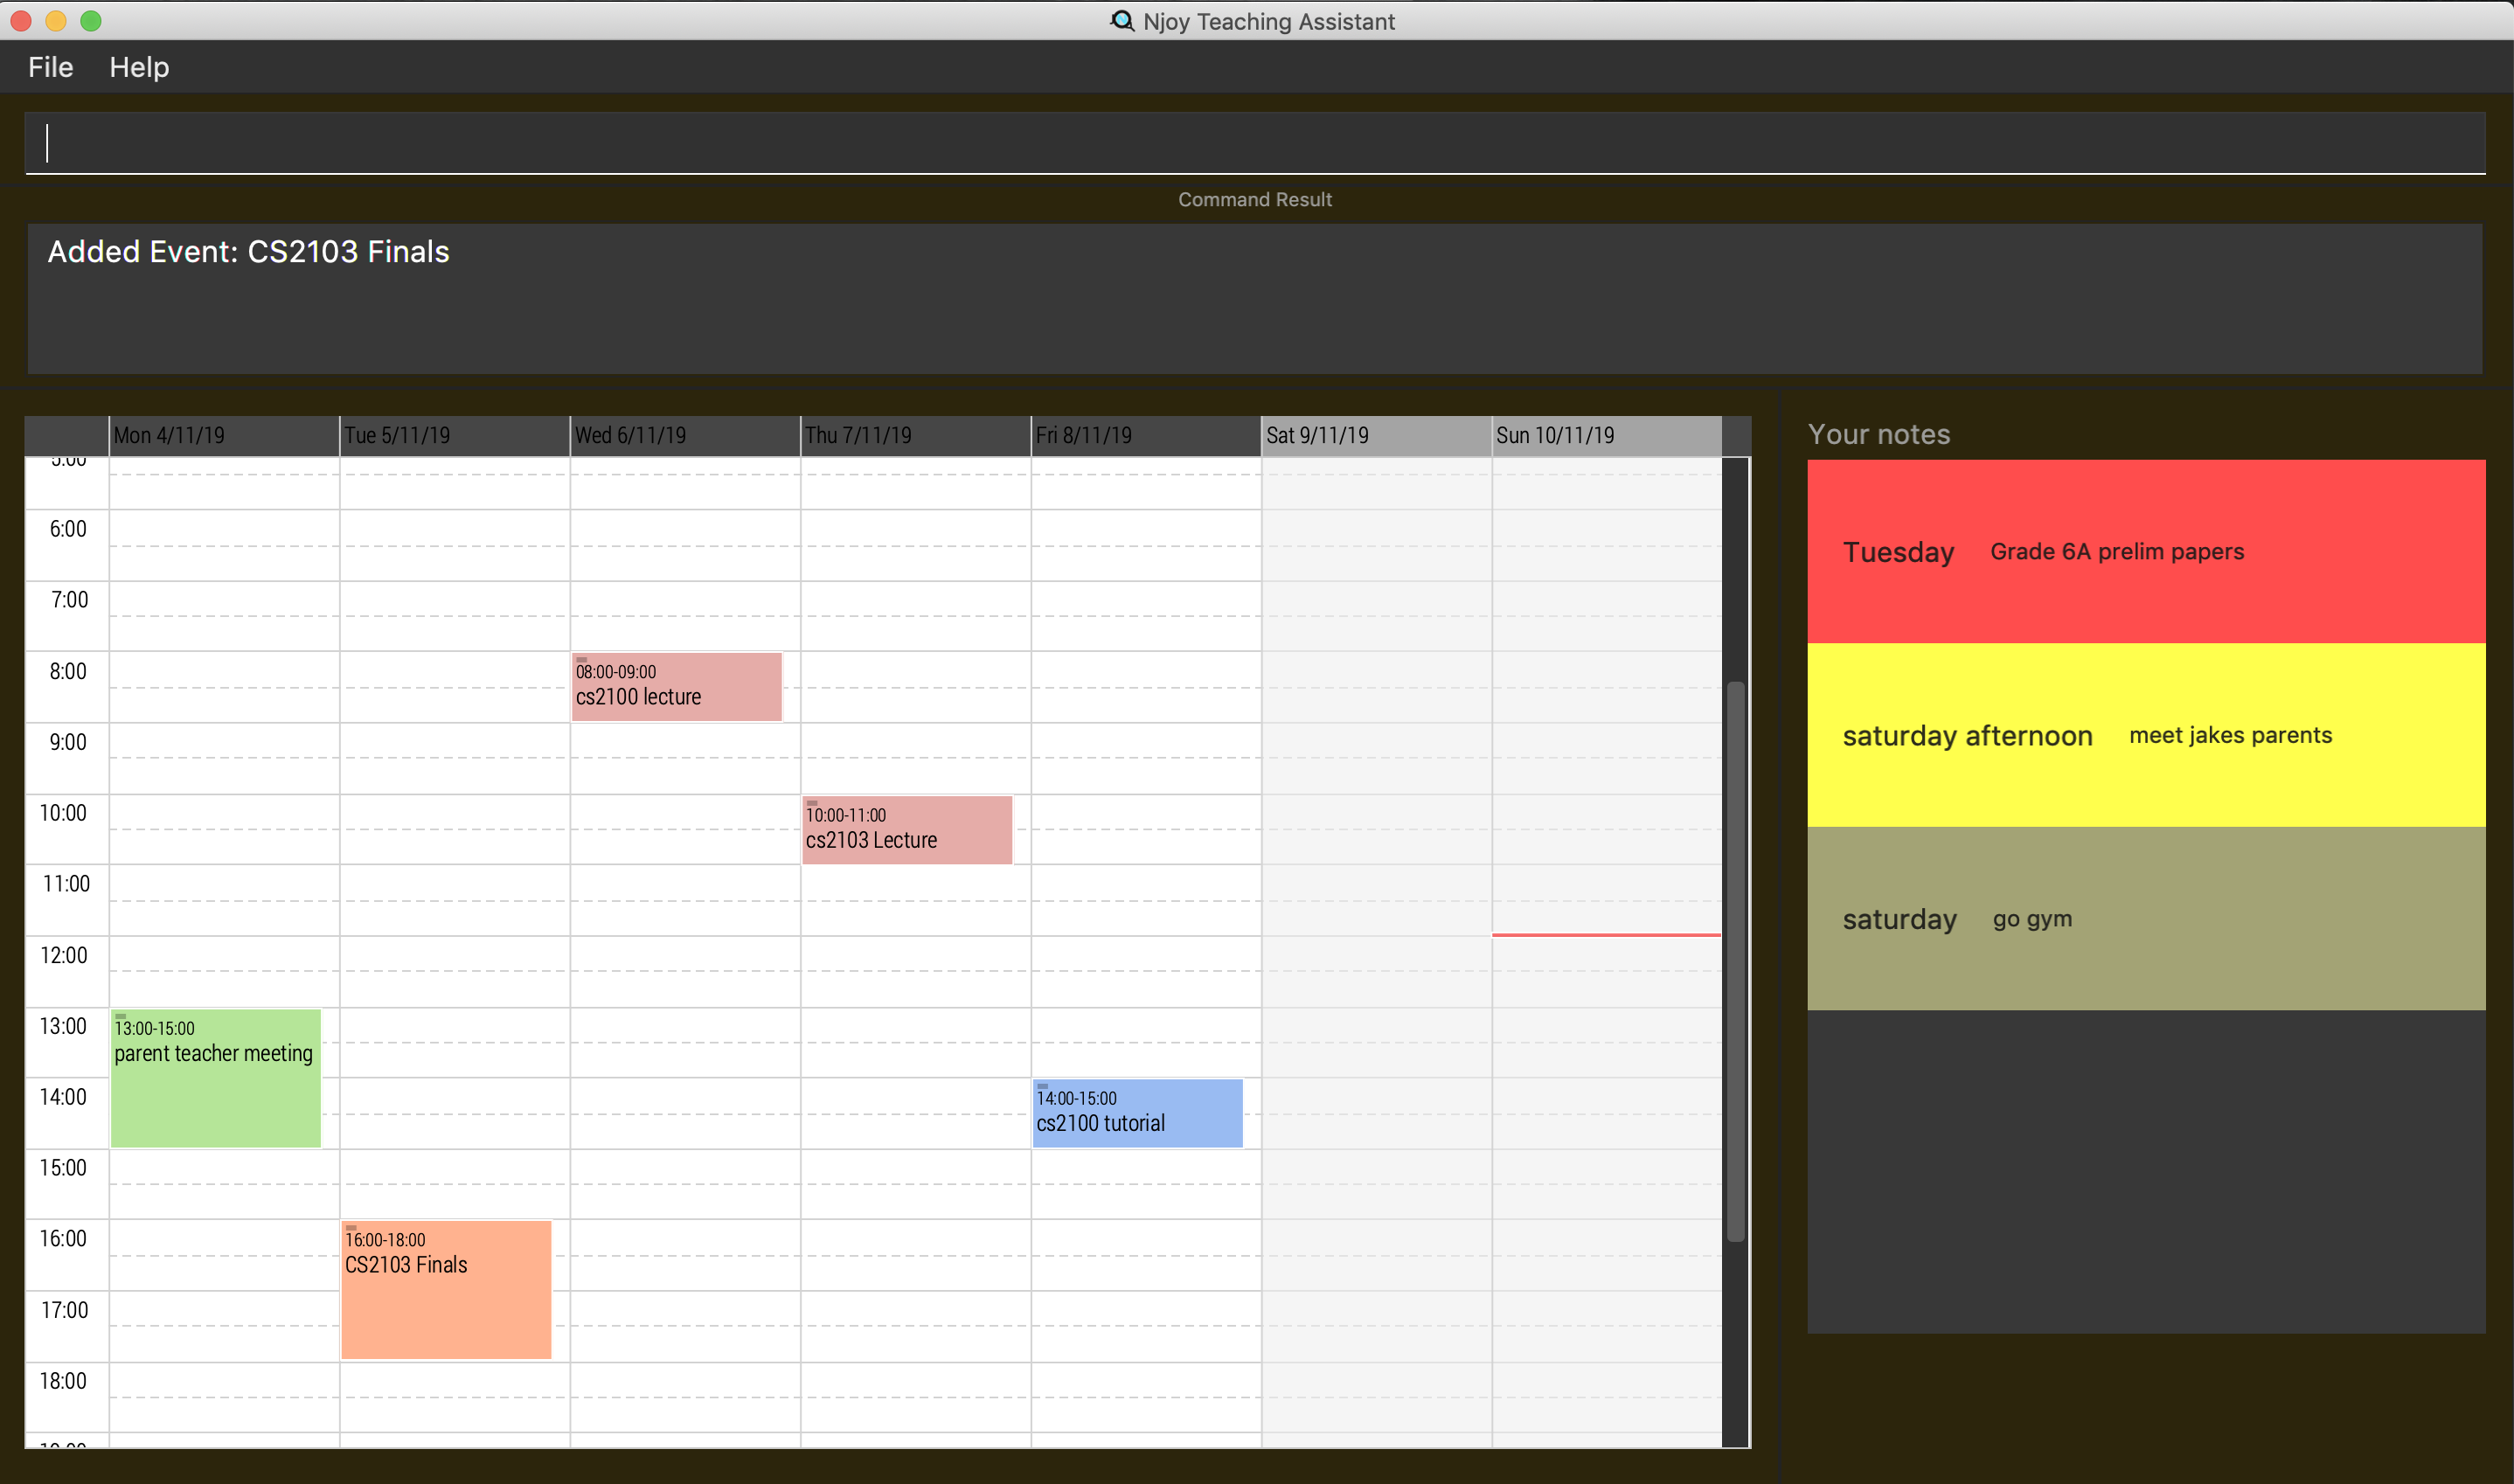 Njoy Teaching Assistant
File Help
Command Result
Added Event: CS2103 Finals
Mon 4/11/19 Tue 5/11/19 Wed 6/11/19 Thu 7/11/19 Fri 8/11/19 Sat 9/11/19 Sun 10/11/19
5:00
6:00
7:00
8:00
08:00-09:00
cs2100 lecture
9:00
10:00
10:00-11:00
cs2103 Lecture
11:00
12:00
13:00
13:00-15:00
parent teacher meeting
14:00
14:00-15:00
cs2100 tutorial
15:00
16:00
16:00-18:00
CS2103 Finals
17:00
18:00
Your notes
Tuesday Grade 6A prelim papers
saturday afternoon meet jakes parents
saturday go gym